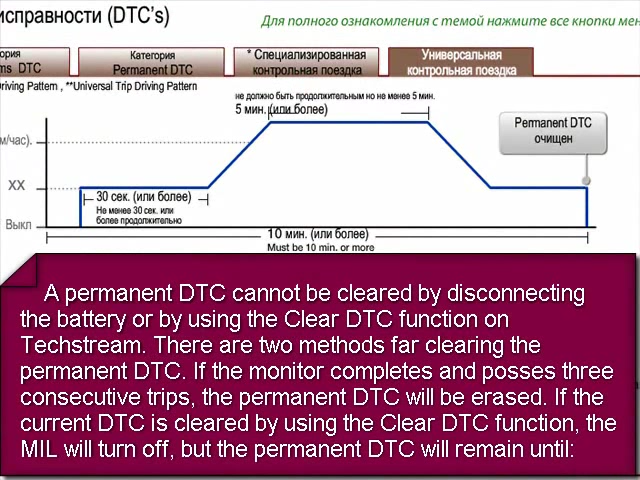 исправности (DTC's)
Для полного ознакомления с темой нажмите все кнопки мен
ория
ms DTC
Категория
Permanent DTC
* Специализированная
контрольная поездка
Универсальная
контрольная поездка
Driving Pattern , **Universal Trip Driving Pattern
не должно быть продолжительным но не менее 5 мин.
5 мин. (или более)
Permanent DTC
очищен
м/час).
XX
30 сек. (или более)
Не менее 30 сек. или
более продолжительно
Выкл
10 мин. (или более)
Must be 10 min. or more
A permanent DTC cannot be cleared by disconnecting
the battery or by using the Clear DTC function on
Techstream. There are two methods far clearing the
permanent DTC. If the monitor completes and posses three
consecutive trips, the permanent DTC will be erased. If the
current DTC is cleared by using the Clear DTC function, the
MIL will turn off, but the permanent DTC will remain until: